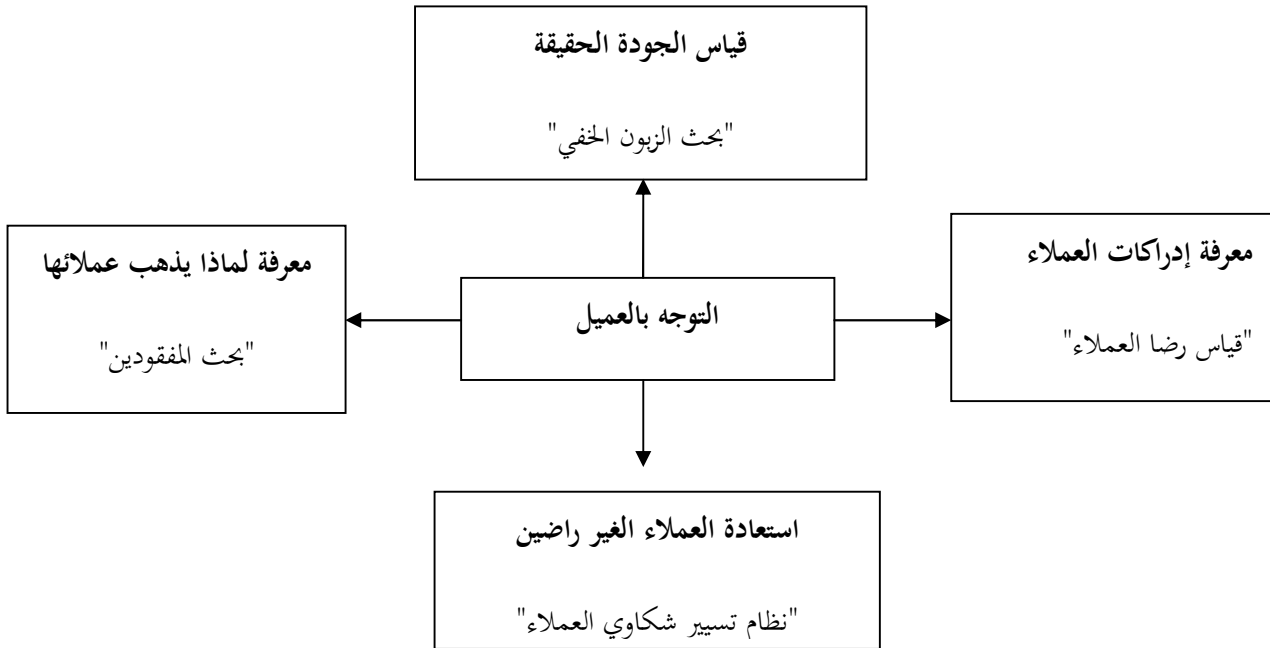 قياس الجودة الحقيقة
"بحث الزبون الخفي"
معرفة إدراكات العملاء
"قياس رضا العملاء"
التوجه بالعميل
معرفة لماذا يذهب عملائها
"بحث المفقودين"
استعادة العملاء الغير راضين
"نظام تسيير شكاوي العملاء"